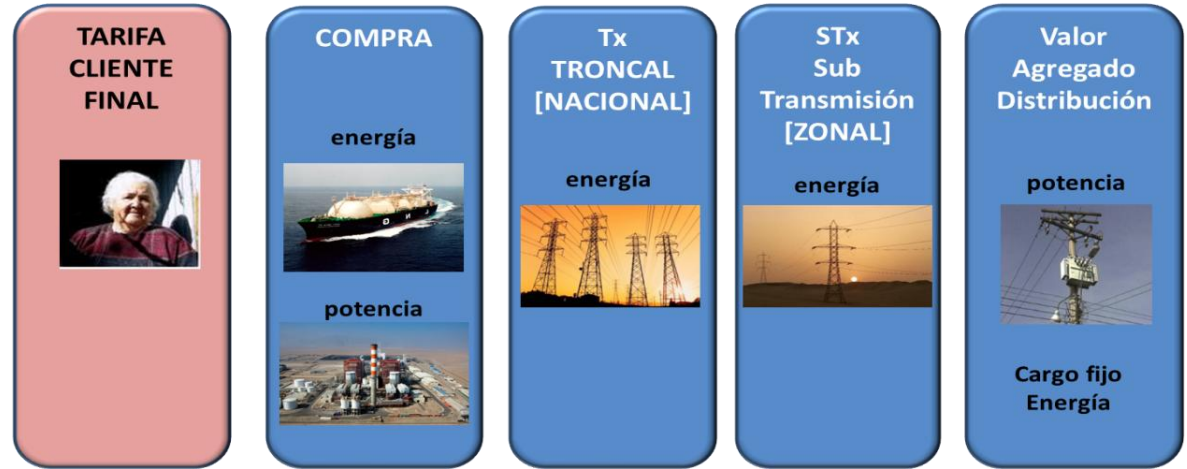 TARIFA
CLIENTE
FINAL
COMPRA
energía
potencia
Tx
TRONCAL
[NACIONAL]
energía
STx
Sub
Transmisión
[ZONAL]
energía
Valor
Agregado
Distribución
potencia
Cargo fijo
Energía